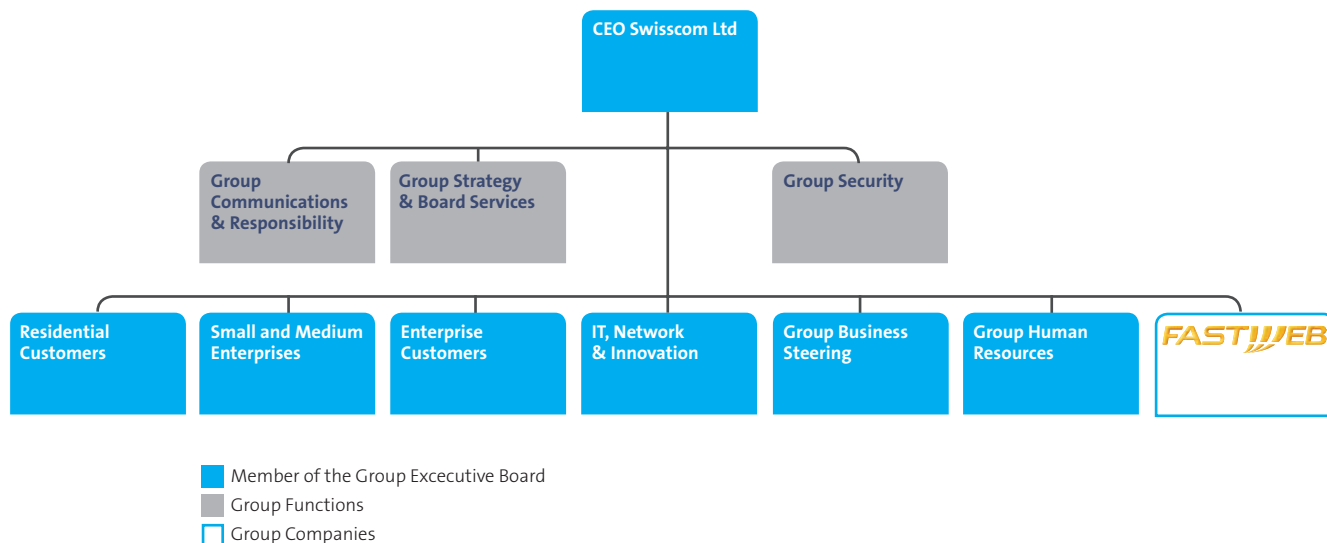 CEO Swisscom Ltd
Group
Communications
& Responsibility
Group Strategy
& Board Services
Group Security
Residential
Customers
Small and Medium
Enterprises
Enterprise
Customers
IT, Network
& Innovation
Group Business
Steering
Group Human
Resources
FASTWEB
Member of the Group Excecutive Board
Group Functions
Group Companies